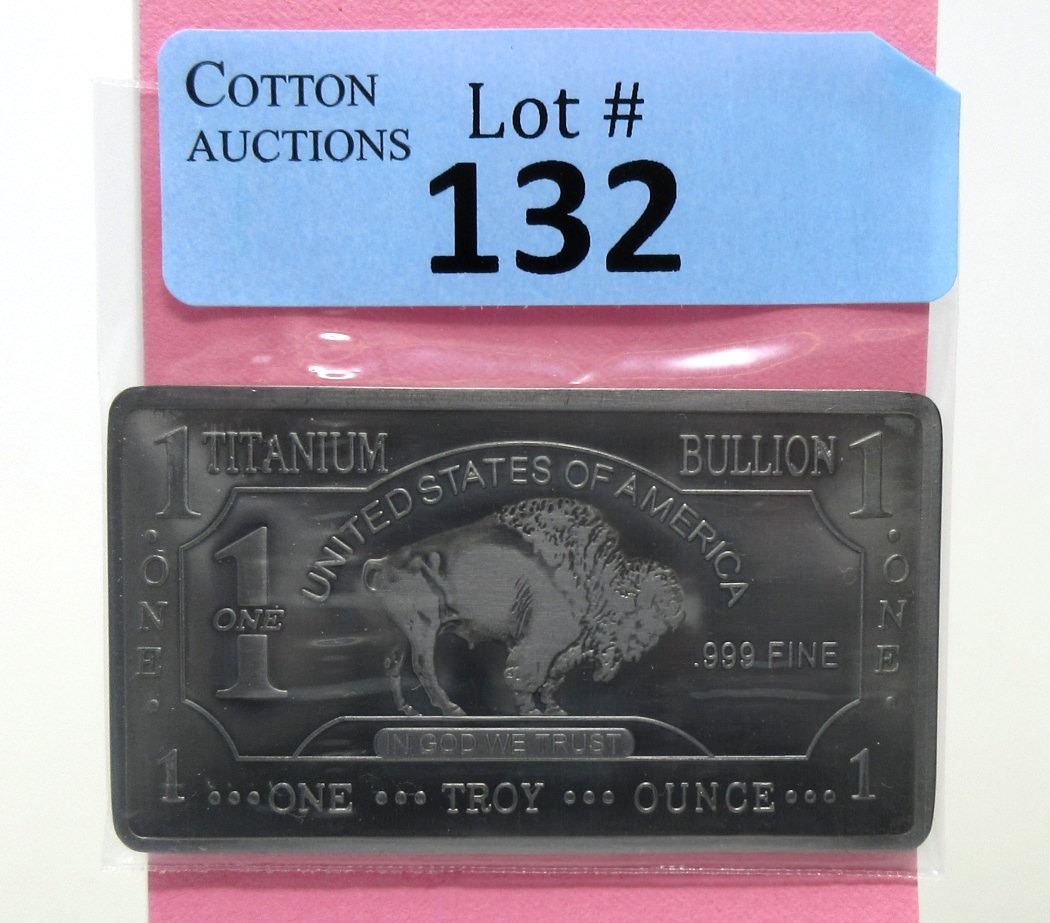 COTTON
AUCTIONS
Lot #
132
1 TITANIUM BULLION 1
UNITED STATES OF AMERICA
· ONE ·
1
ONE
.999 FINE
· ONE ·
IN GOD WE TRUST
1 ••• ONE ••• TROY ••• OUNCE ••• 1